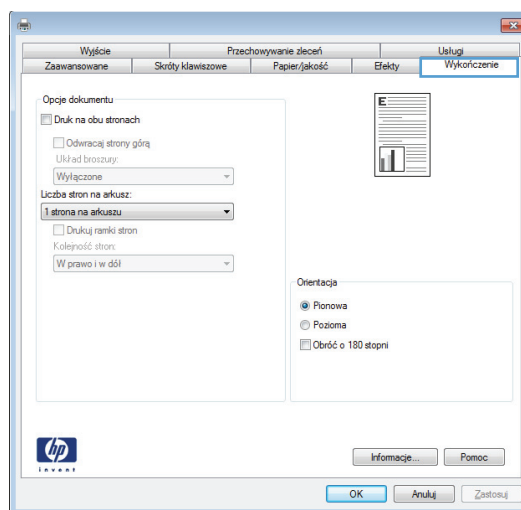 Wyjście Przechowywanie zleceń Usługi
Zaawansowane Skróty klawiszowe Papier/jakość Efekty Wykończenie
Opcje dokumentu
Druk na obu stronach
Odwracaj strony górą
Układ broszury:
Wyłączone
Liczba stron na arkusz:
1 strona na arkuszu
Drukuj ramki stron
Kolejność stron:
W prawo i w dół
E
Orientacja
Pionowa
Pozioma
Obróć o 180 stopni
hp
invent
Informacje... Pomoc
OK Anuluj Zastosuj